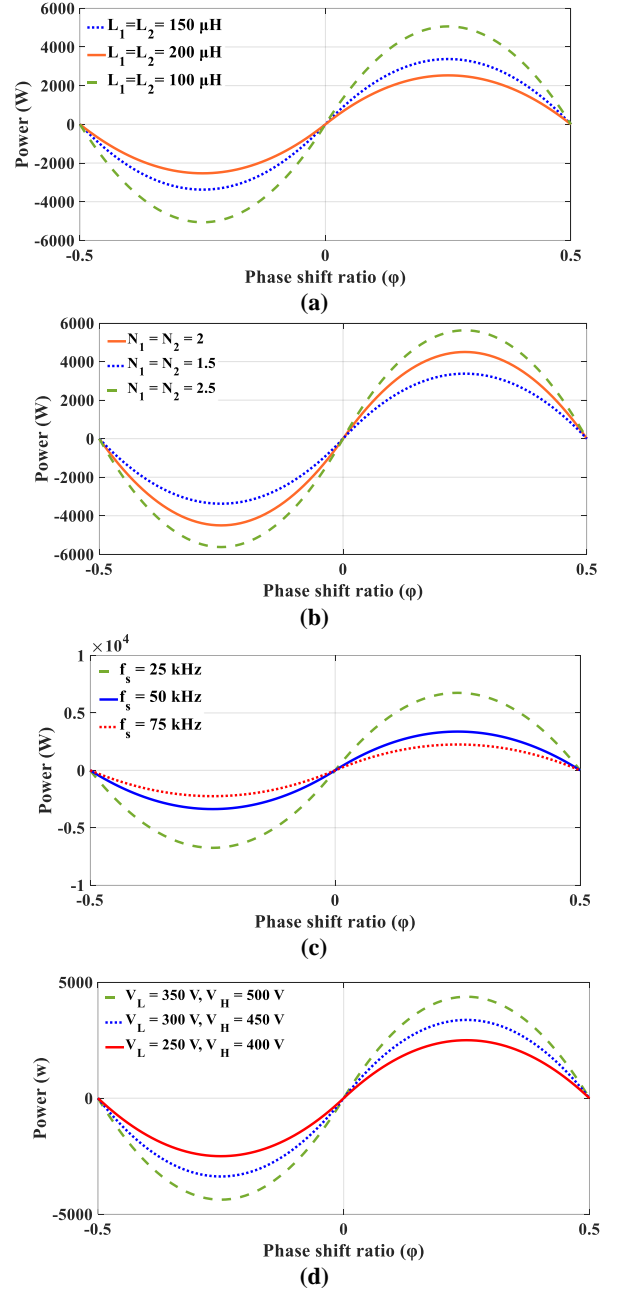 6000
4000
2000
0
-2000
-4000
-6000
Power (W)
L₁=L₂= 150 μH
L₁=L₂= 200 μH
L₁=L₂= 100 μH
-0.5 0 0.5
Phase shift ratio (φ)
(a)
6000
4000
2000
0
-2000
-4000
-6000
Power (W)
N₁ = N₂ = 2
N₁ = N₂ = 1.5
N₁ = N₂ = 2.5
-0.5 0 0.5
Phase shift ratio (φ)
(b)
×10⁴
1
0.5
0
-0.5
-1
Power (W)
fₛ = 25 kHz
fₛ = 50 kHz
fₛ = 75 kHz
-0.5 0 0.5
Phase shift ratio (φ)
(c)
5000
0
-5000
Power (w)
V_L = 350 V, V_H = 500 V
V_L = 300 V, V_H = 450 V
V_L = 250 V, V_H = 400 V
-0.5 0 0.5
Phase shift ratio (φ)
(d)